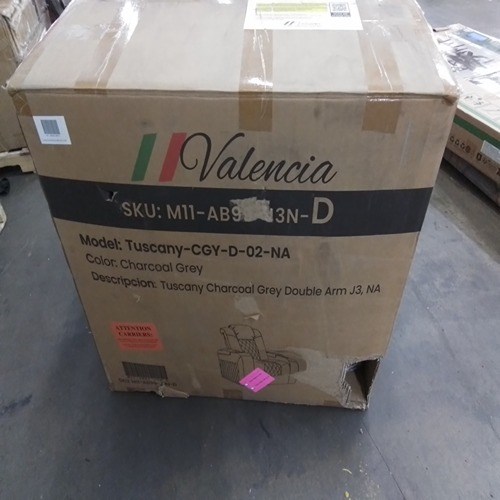 Valencia
SKU: M11-AB9 J3N-D
Model: Tuscany-CGY-D-02-NA
Color: Charcoal Grey
Descripcion: Tuscany Charcoal Grey Double Arm J3, NA
ATTENTION
CARRIERS: